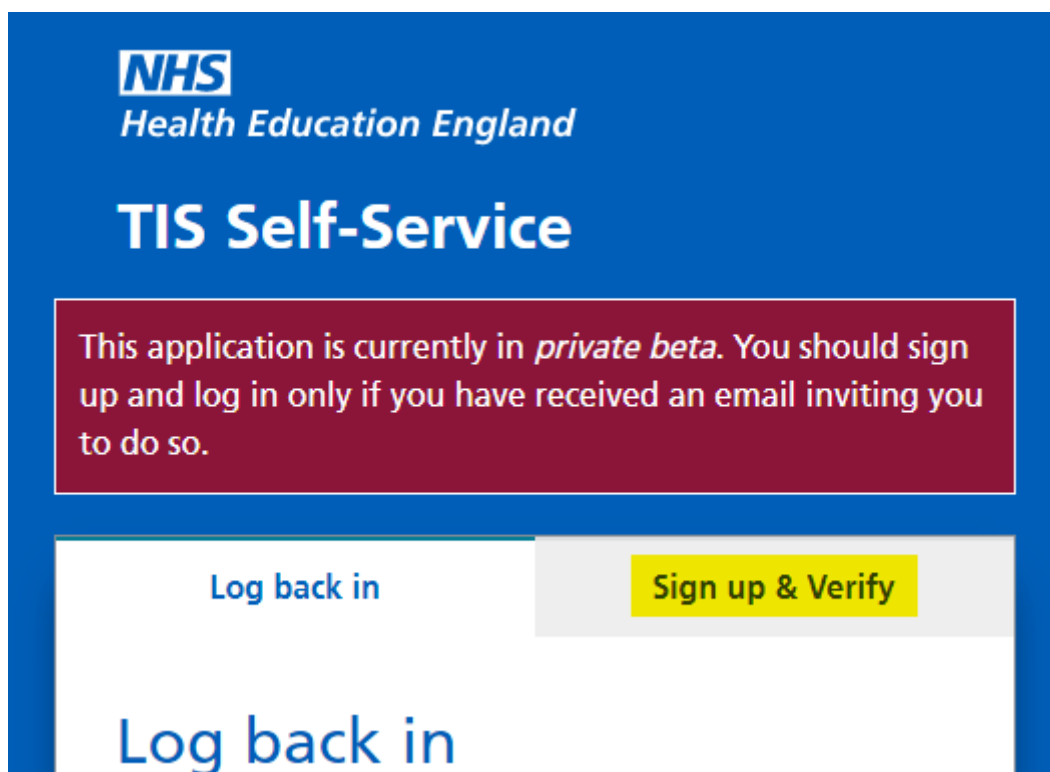 NHS
Health Education England
TIS Self-Service
This application is currently in private beta. You should sign
up and log in only if you have received an email inviting you
to do so.
Log back in
Sign up & Verify
Log back in